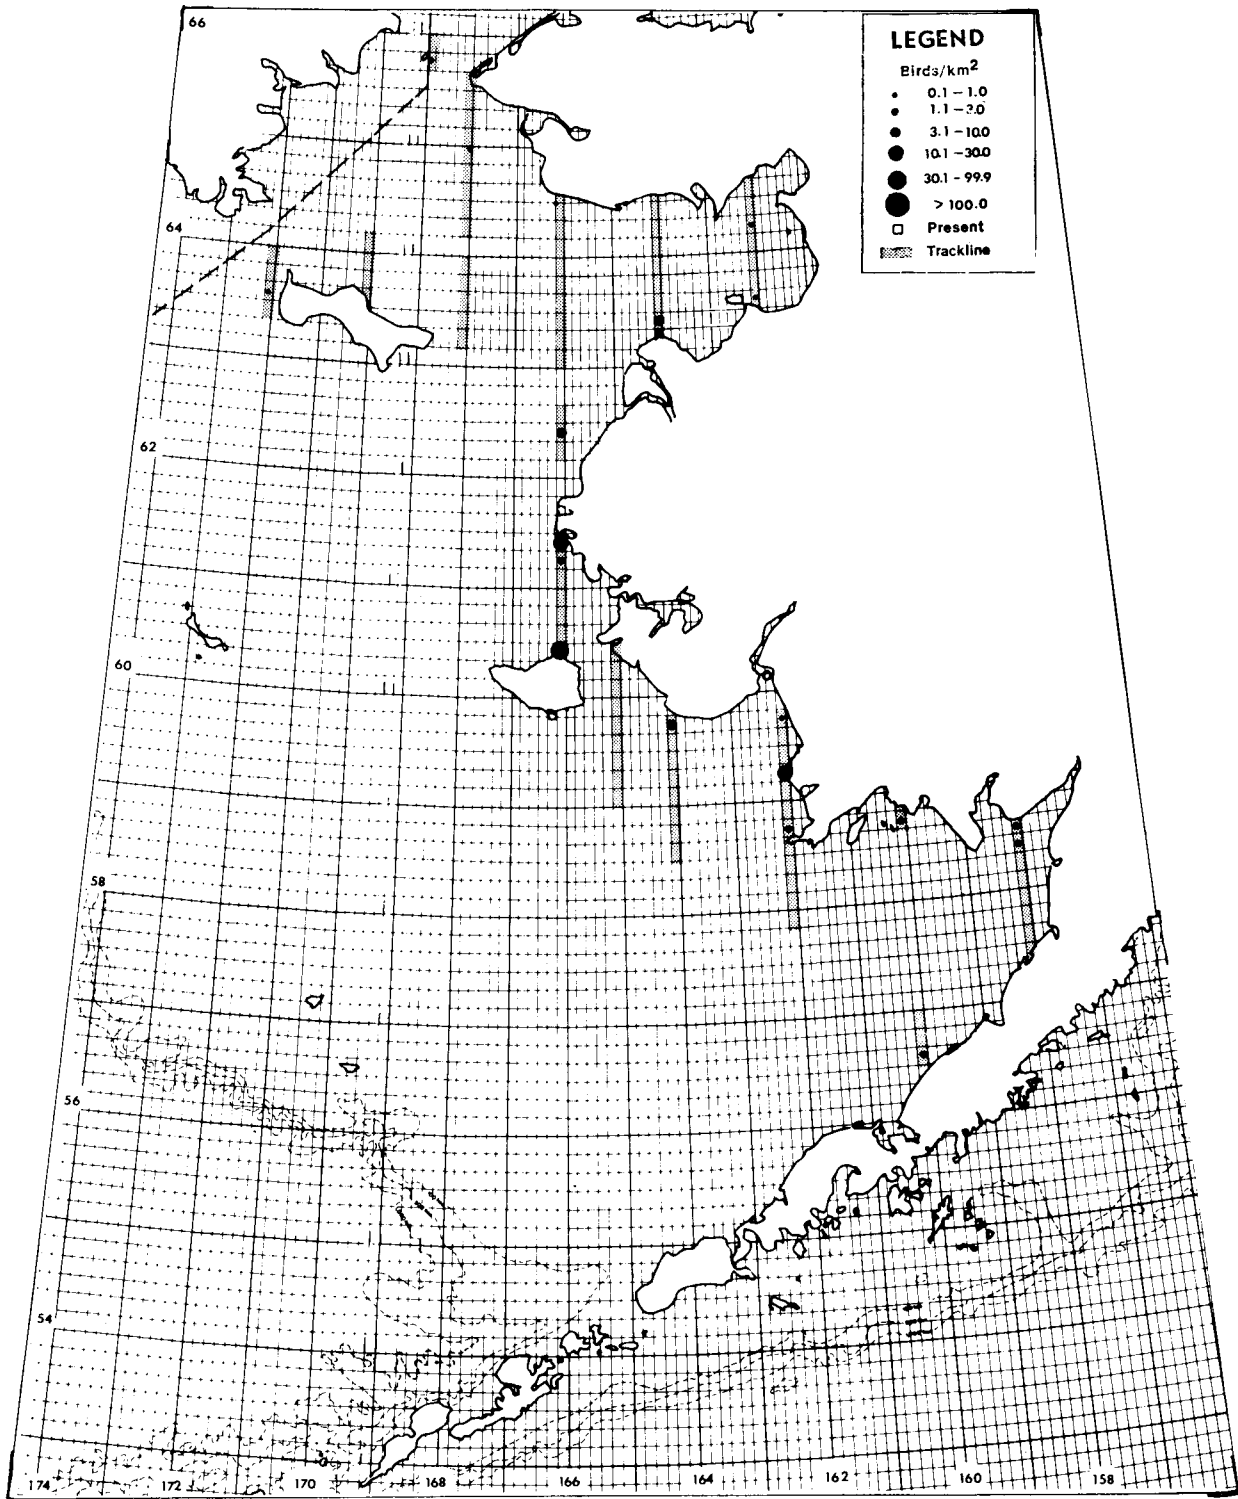 66
LEGEND
Birds/km²
0.1 – 1.0
1.1 – 3.0
3.1 – 10.0
10.1 – 30.0
30.1 – 99.9
> 100.0
Present
Trackline
64
62
60
58
56
54
174 172 170 168 166 164 162 160 158